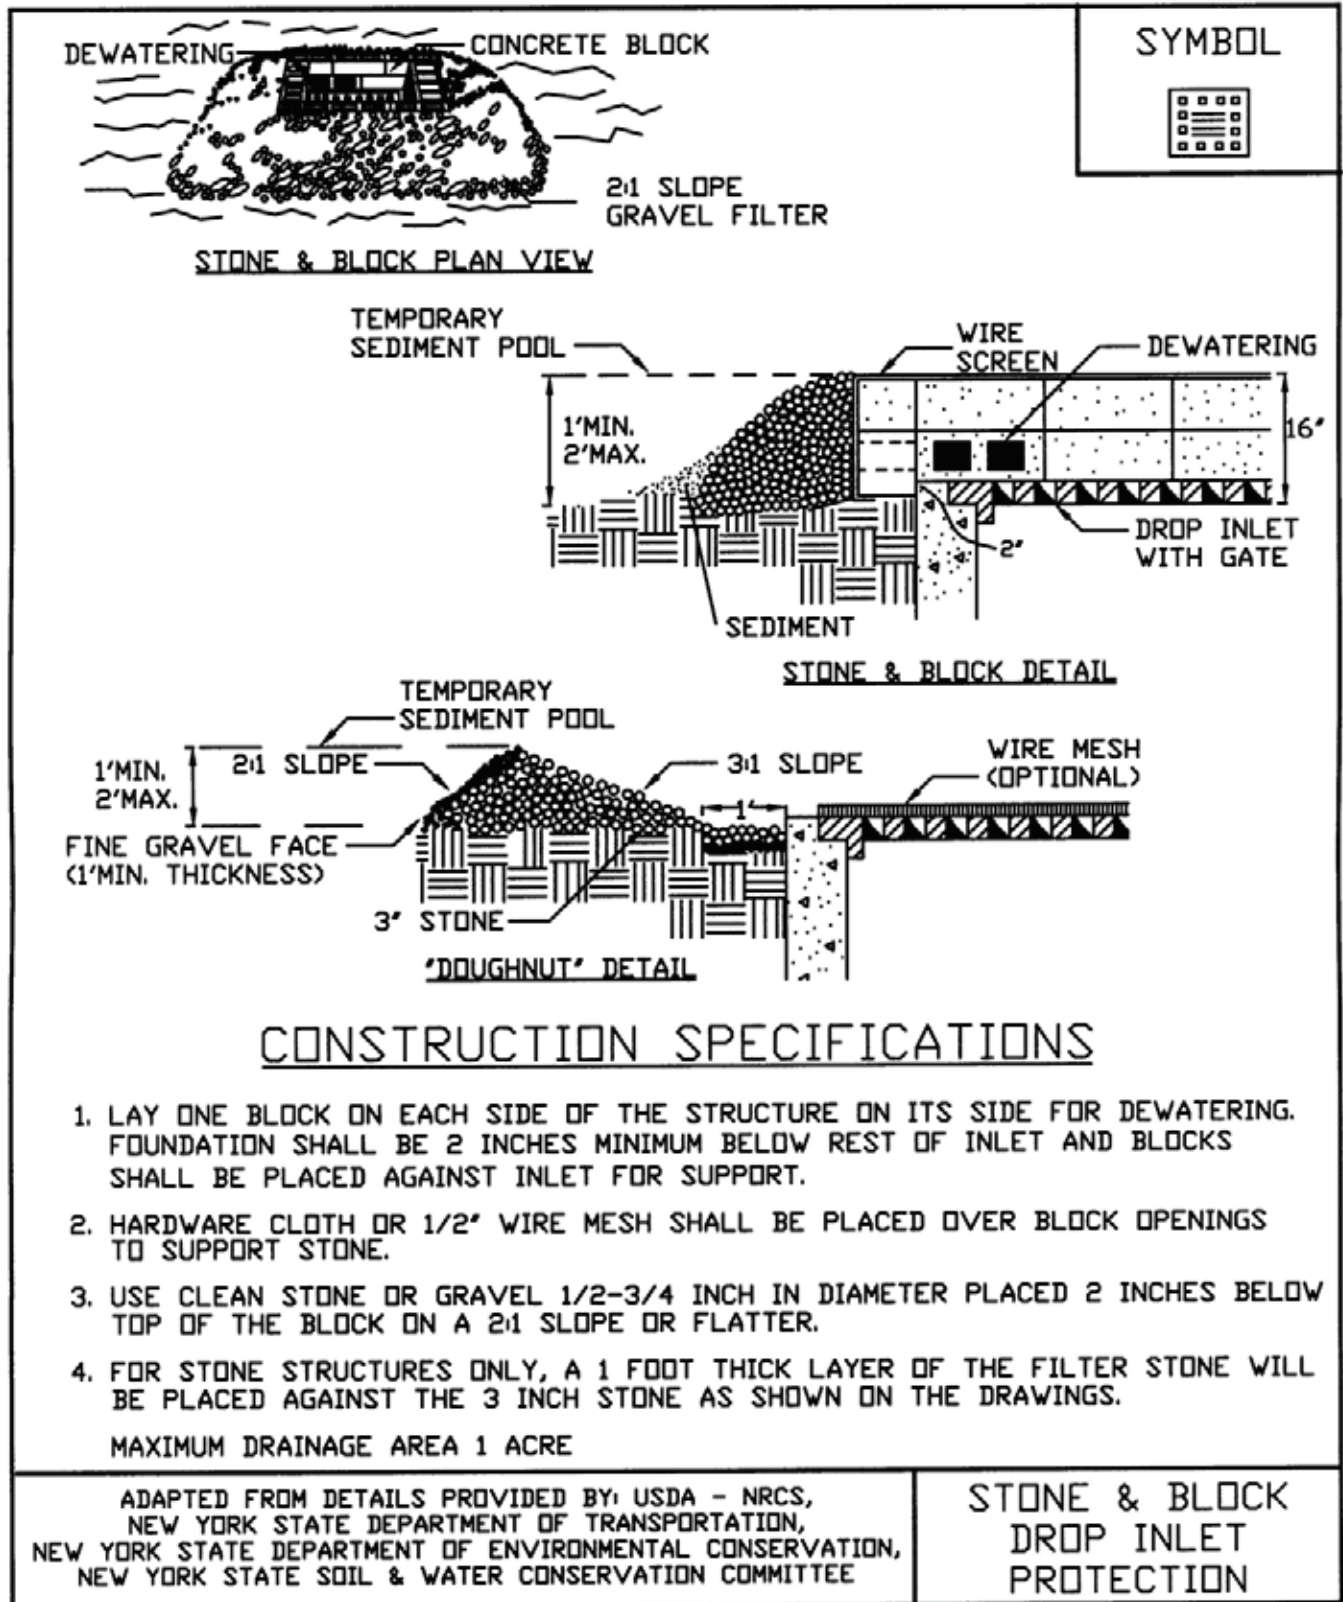 DEWATERING
CONCRETE BLOCK
SYMBOL
2:1 SLOPE
GRAVEL FILTER
STONE & BLOCK PLAN VIEW
TEMPORARY
SEDIMENT POOL
WIRE
SCREEN
DEWATERING
1'MIN.
2'MAX.
16"
2"
DROP INLET
WITH GATE
SEDIMENT
STONE & BLOCK DETAIL
TEMPORARY
SEDIMENT POOL
1'MIN.
2'MAX.
2:1 SLOPE
3:1 SLOPE
WIRE MESH
(OPTIONAL)
1'
FINE GRAVEL FACE
(1'MIN. THICKNESS)
3" STONE
"DOUGHNUT" DETAIL
CONSTRUCTION SPECIFICATIONS
1. LAY ONE BLOCK ON EACH SIDE OF THE STRUCTURE ON ITS SIDE FOR DEWATERING.
FOUNDATION SHALL BE 2 INCHES MINIMUM BELOW REST OF INLET AND BLOCKS
SHALL BE PLACED AGAINST INLET FOR SUPPORT.
2. HARDWARE CLOTH OR 1/2" WIRE MESH SHALL BE PLACED OVER BLOCK OPENINGS
TO SUPPORT STONE.
3. USE CLEAN STONE OR GRAVEL 1/2-3/4 INCH IN DIAMETER PLACED 2 INCHES BELOW
TOP OF THE BLOCK ON A 2:1 SLOPE OR FLATTER.
4. FOR STONE STRUCTURES ONLY, A 1 FOOT THICK LAYER OF THE FILTER STONE WILL
BE PLACED AGAINST THE 3 INCH STONE AS SHOWN ON THE DRAWINGS.
MAXIMUM DRAINAGE AREA 1 ACRE
ADAPTED FROM DETAILS PROVIDED BY: USDA - NRCS,
NEW YORK STATE DEPARTMENT OF TRANSPORTATION,
NEW YORK STATE DEPARTMENT OF ENVIRONMENTAL CONSERVATION,
NEW YORK STATE SOIL & WATER CONSERVATION COMMITTEE
STONE & BLOCK
DROP INLET
PROTECTION